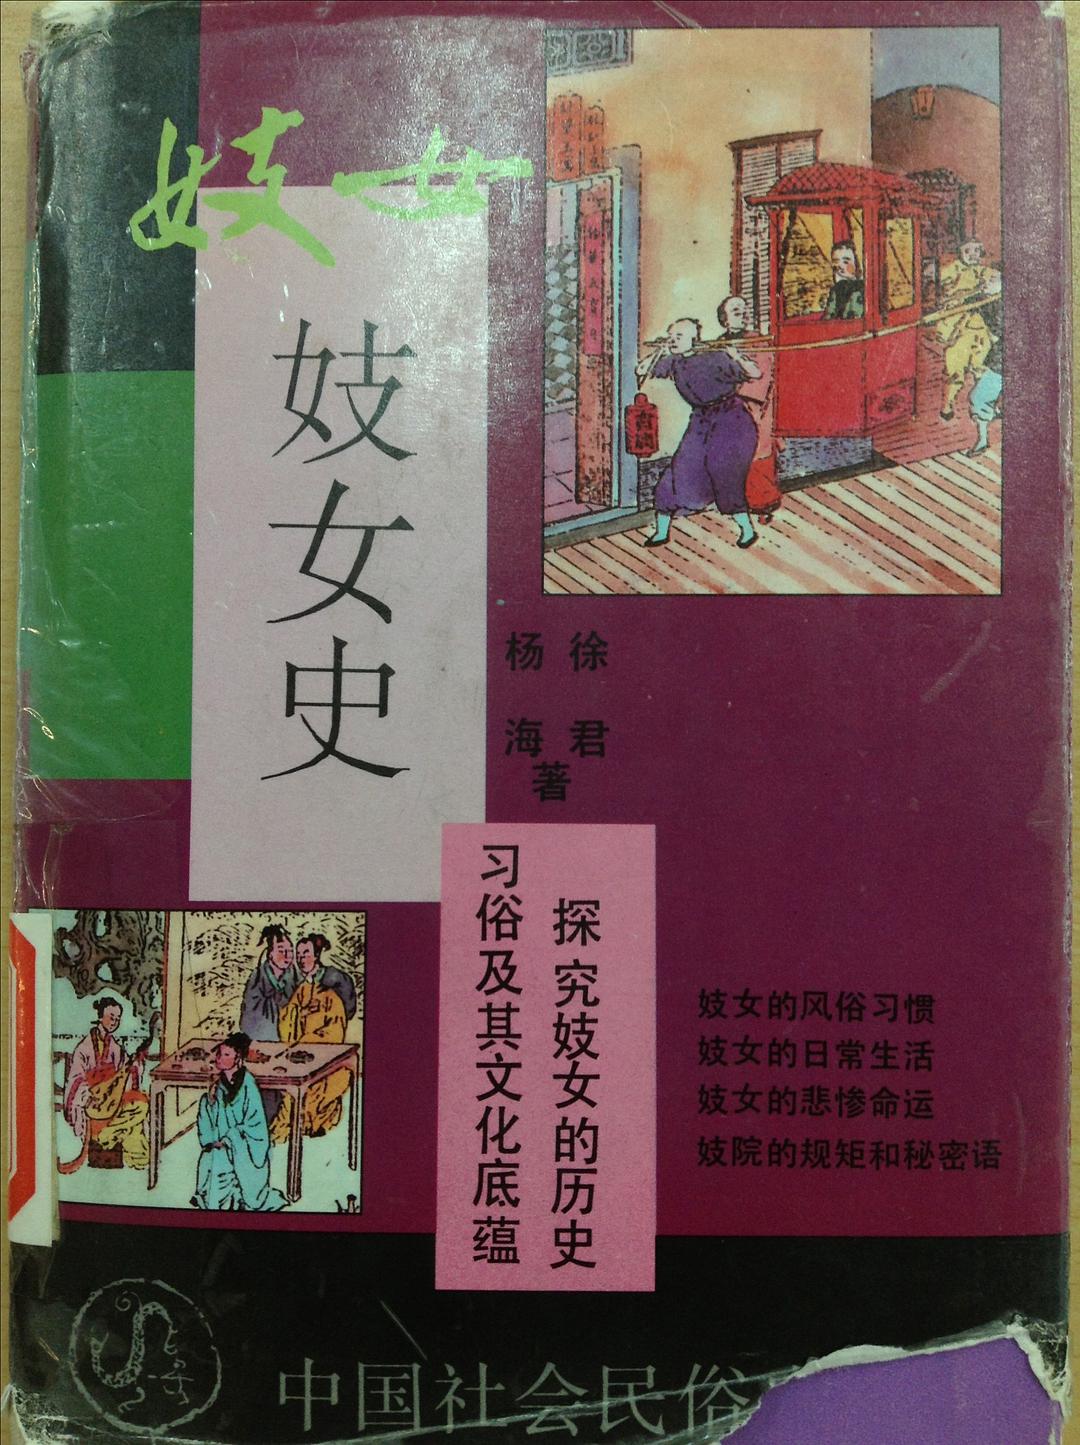 妓女
妓女史
徐君
杨海
著
探究妓女的历史
习俗及其文化底蕴
妓女的风俗习惯
妓女的日常生活
妓女的悲惨命运
妓院的规矩和秘密语
中国社会民俗